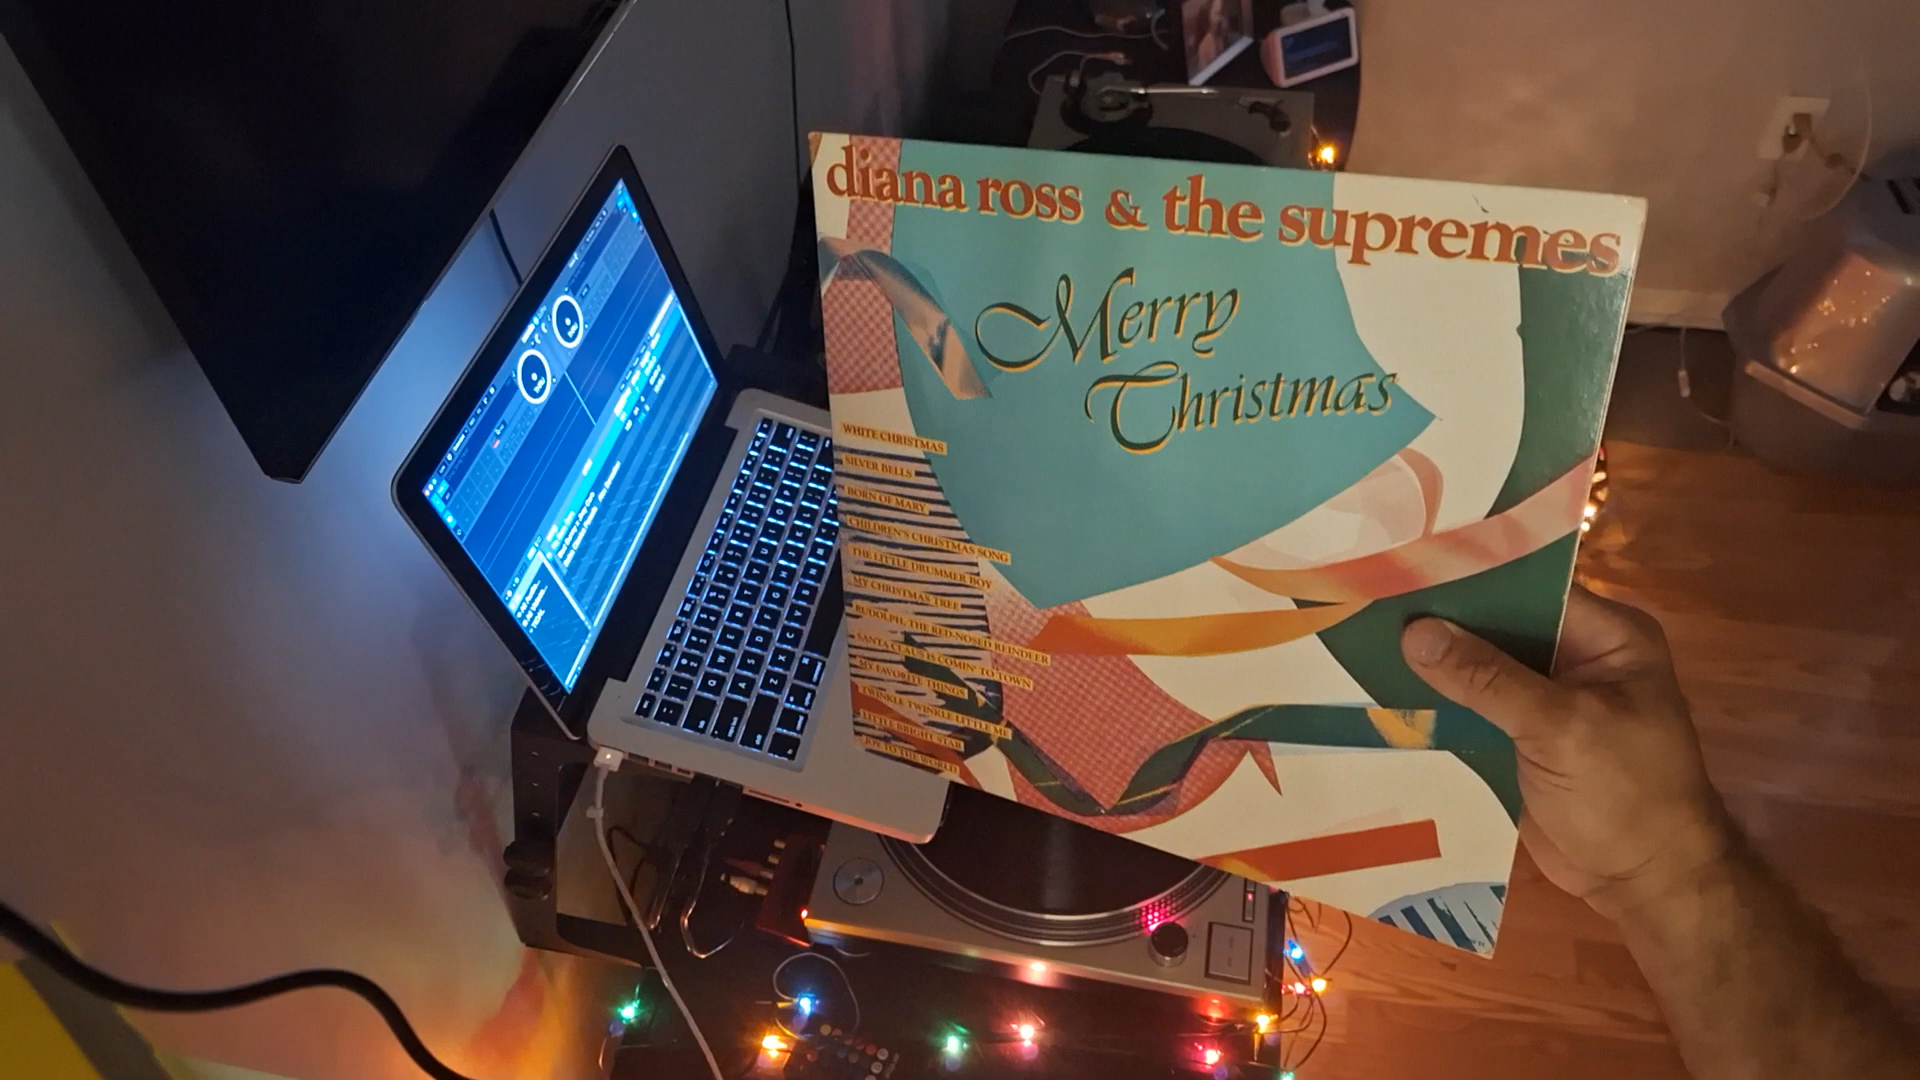 diana ross & the supremes
Merry
Christmas
WHITE CHRISTMAS
SILVER BELLS
BORN OF MARY
CHILDREN'S CHRISTMAS SONG
THE LITTLE DRUMMER BOY
MY CHRISTMAS TREE
RUDOLPH, THE RED-NOSED REINDEER
SANTA CLAUS IS COMIN' TO TOWN
MY FAVORITE THINGS
TWINKLE TWINKLE LITTLE ME
LITTLE BRIGHT STAR
JOY TO THE WORLD